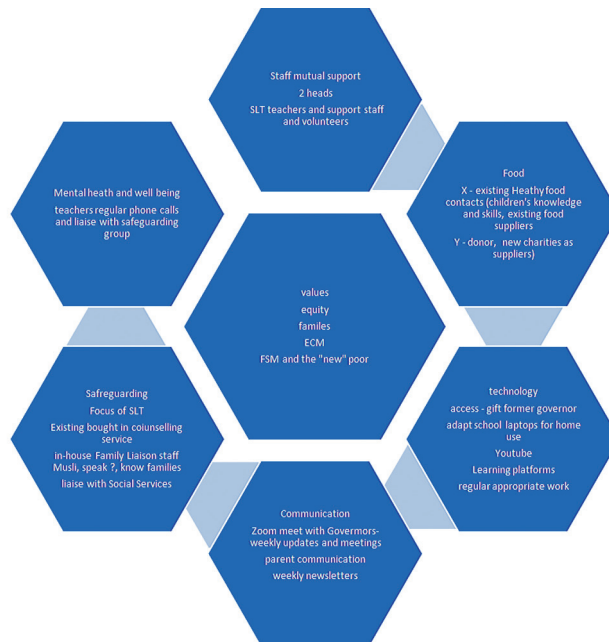 Staff mutual support
2 heads
SLT teachers and support staff
and volunteers
Food
X - existing Heathy food
contacts (children's knowledge
and skills, existing food
suppliers
Y - donor, new charities as
suppliers)
Mental heath and well being
teachers regular phone calls
and liaise with safeguarding
group
values
equity
familes
ECM
FSM and the "new" poor
Safreguarding
Focus of SLT
Existing bought in coiunselling
service
in-house Family Liaison staff
Musli, speak ?, know families
liaise with Social Services
technology
access - gift former governor
adapt school laptops for home
use
Youtube
Learning platforms
regular appropriate work
Communication
Zoom meet with Governors-
weekly updates and meetings
parent communication
weekly newsletters